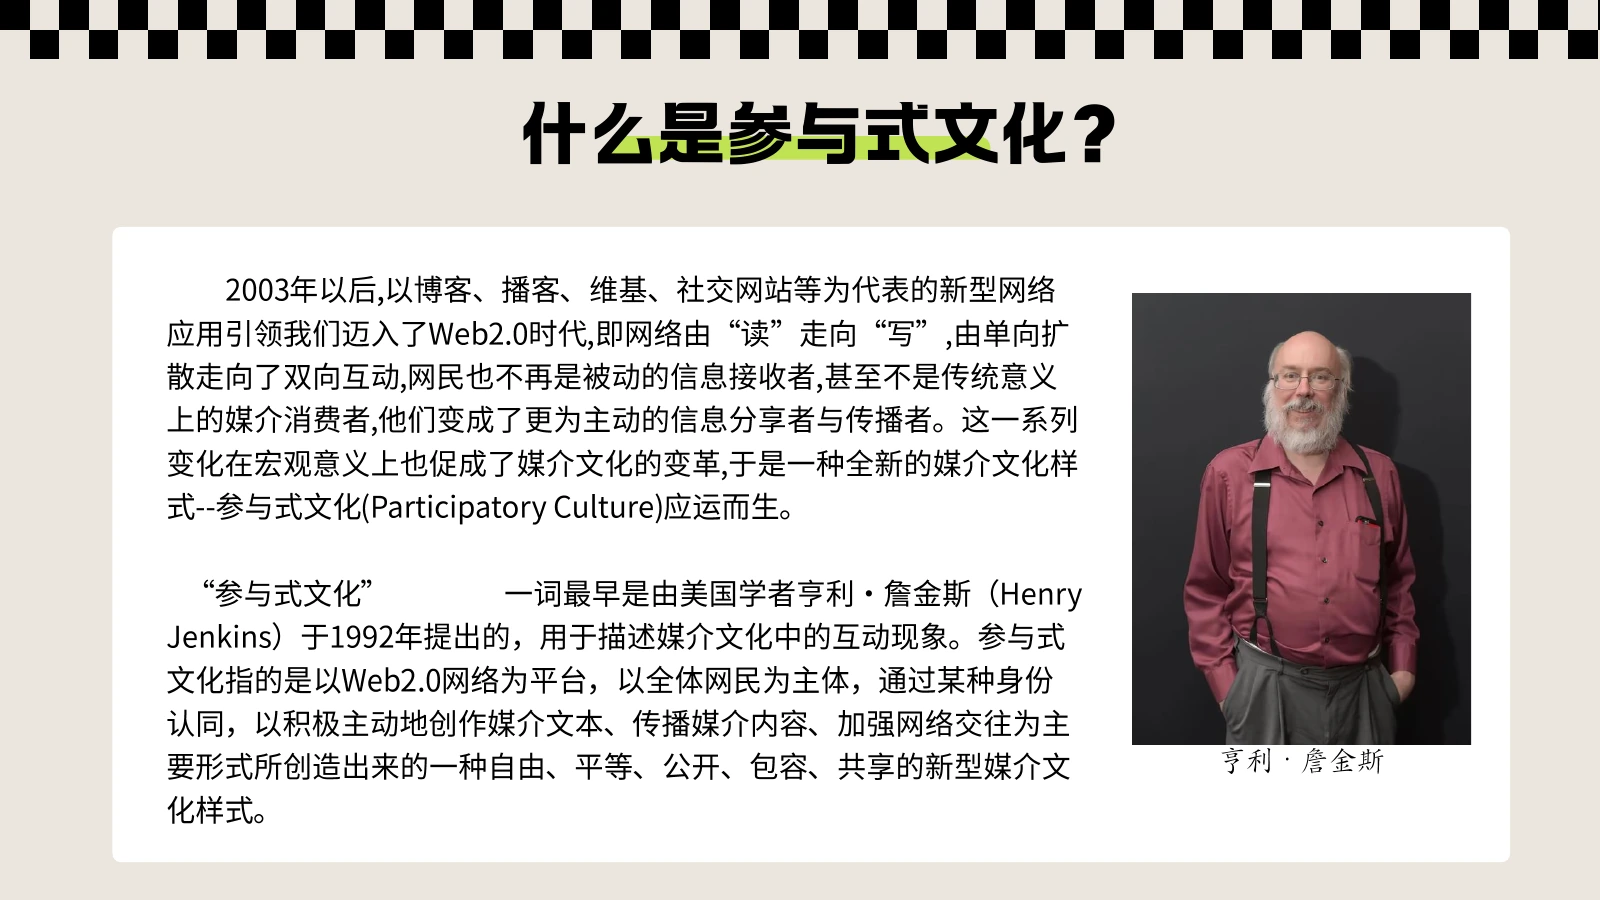 什么是参与式文化?
2003年以后,以博客、播客、维基、社交网站等为代表的新型网络
应用引领我们迈入了Web2.0时代,即网络由“读”走向“写”,由单向扩
散走向了双向互动,网民也不再是被动的信息接收者,甚至不是传统意义
上的媒介消费者,他们变成了更为主动的信息分享者与传播者。这一系列
变化在宏观意义上也促成了媒介文化的变革,于是一种全新的媒介文化样
式--参与式文化(Participatory Culture)应运而生。
“参与式文化” 一词最早是由美国学者亨利·詹金斯（Henry
Jenkins）于1992年提出的，用于描述媒介文化中的互动现象。参与式
文化指的是以Web2.0网络为平台，以全体网民为主体，通过某种身份
认同，以积极主动地创作媒介文本、传播媒介内容、加强网络交往为主
要形式所创造出来的一种自由、平等、公开、包容、共享的新型媒介文
化样式。
亨利·詹金斯